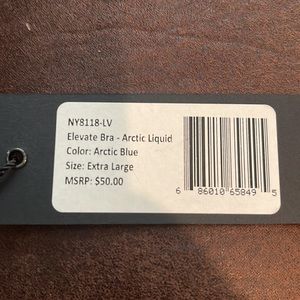 NY8118-LV
Elevate Bra - Arctic Liquid
Color: Arctic Blue
Size: Extra Large
MSRP: $50.00
6 86010 65849 5